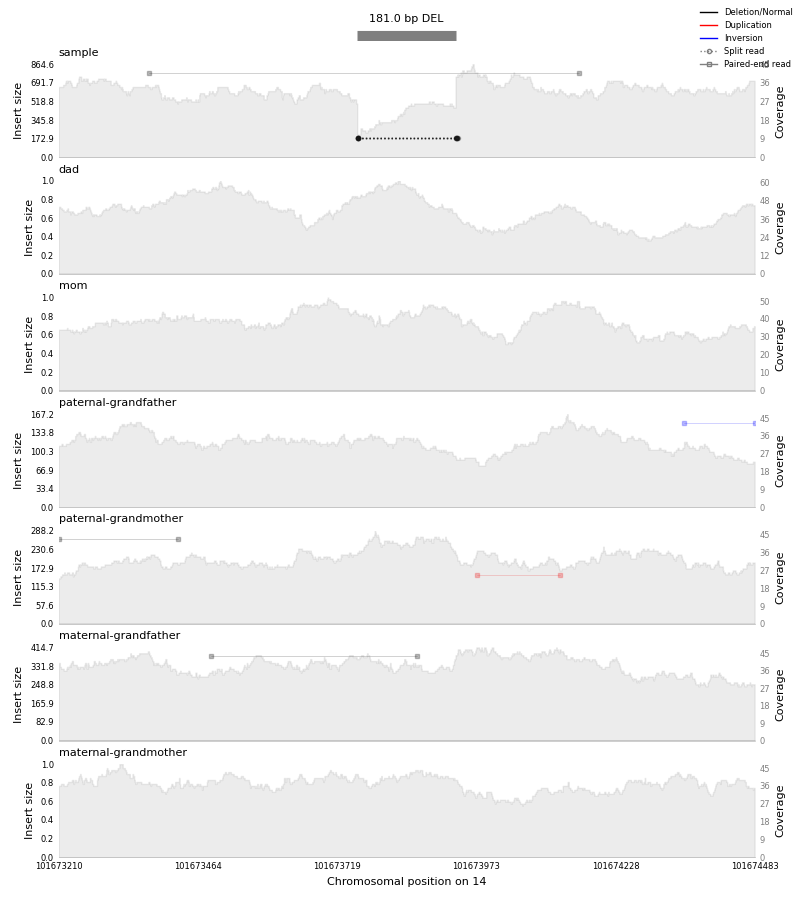 181.0 bp DEL
Deletion/Normal
Duplication
Inversion
Split read
Paired-end read
sample
864.6
691.7
518.8
345.8
172.9
0.0
Insert size
36
27
18
9
0
Coverage
dad
1.0
0.8
0.6
0.4
0.2
0.0
Insert size
60
48
36
24
12
0
Coverage
mom
1.0
0.8
0.6
0.4
0.2
0.0
Insert size
50
40
30
20
10
0
Coverage
paternal-grandfather
167.2
133.8
100.3
66.9
33.4
0.0
Insert size
45
36
27
18
9
0
Coverage
paternal-grandmother
288.2
230.6
172.9
115.3
57.6
0.0
Insert size
45
36
27
18
9
0
Coverage
maternal-grandfather
414.7
331.8
248.8
165.9
82.9
0.0
Insert size
45
36
27
18
9
0
Coverage
maternal-grandmother
1.0
0.8
0.6
0.4
0.2
0.0
Insert size
45
36
27
18
9
0
Coverage
101673210 101673464 101673719 101673973 101674228 101674483
Chromosomal position on 14